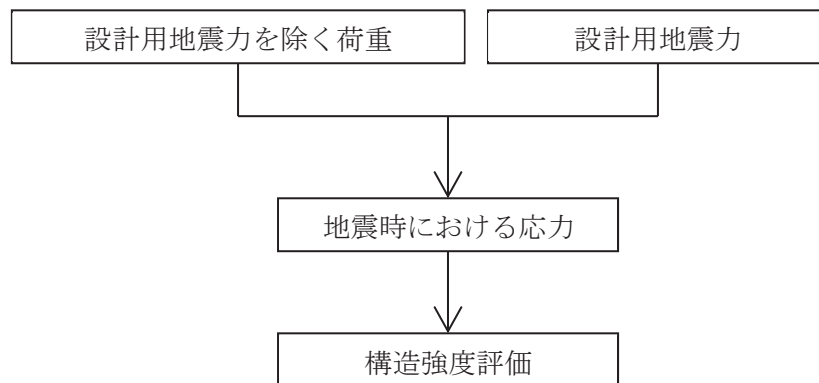 設計用地震力を除く荷重
設計用地震力
地震時における応力
構造強度評価